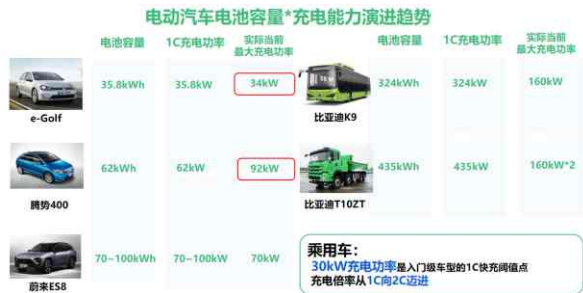 电动汽车电池容量*充电能力演进趋势
电池容量 1C充电功率 实际当前最大充电功率 电池容量 1C充电功率 实际当前最大充电功率
35.8kWh 35.8kW 34kW 324kWh 324kW 160kW
e-Golf 比亚迪K9
62kWh 62kW 92kW 435kWh 435kW 160kW*2
腾势400 比亚迪T10ZT
70~100kWh 70~100kW 70kW
蔚来ES8
乘用车：
30kW充电功率是入门级车型的1C快充阀值点
充电倍率从1C向2C迈进